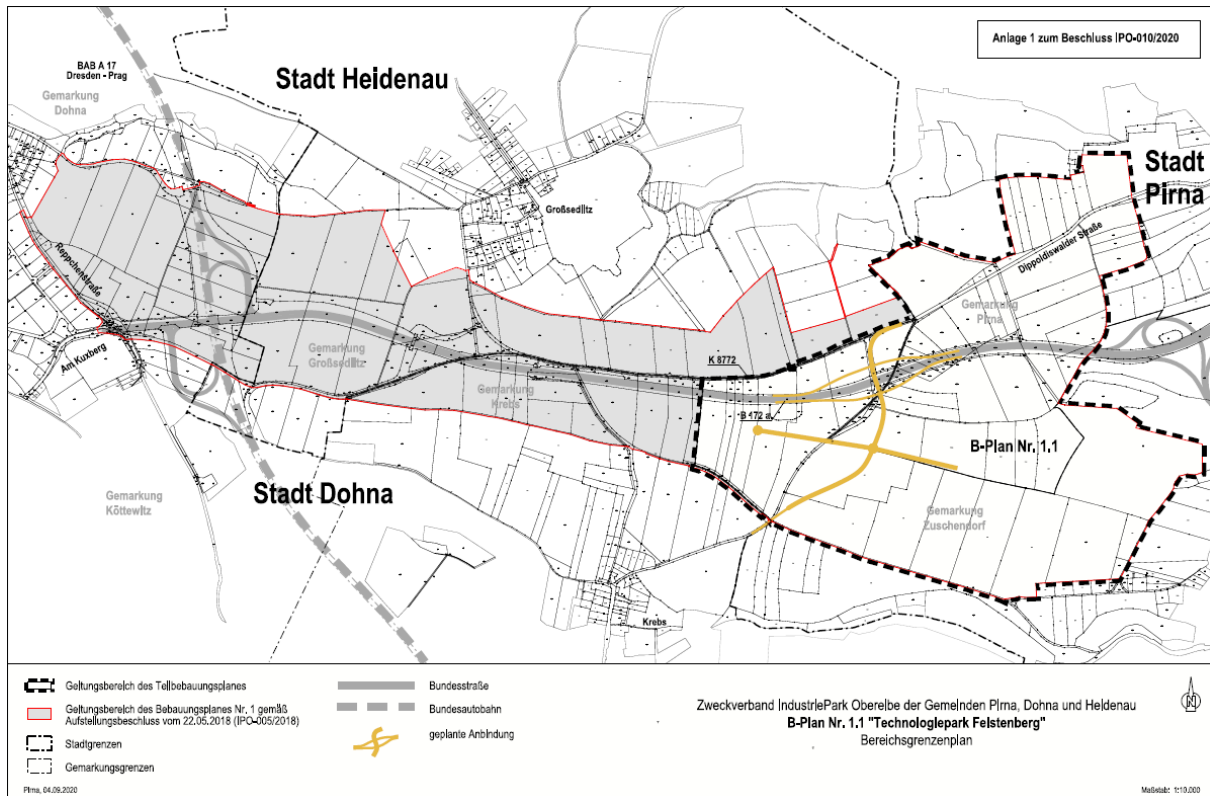 Anlage 1 zum Beschluss IPO-010/2020
BAB A 17
Dresden - Prag
Stadt Heidenau
Gemarkung
Dohna
Stadt
Pirna
Großsedlitz
Dippoldiswalder Straße
Reppchenstraße
Gemarkung
Pirna
Am Kuxberg
Gemarkung
Großsedlitz
K 8772
Gemarkung
Krebs
B 172 a
B-Plan Nr. 1.1
Stadt Dohna
Gemarkung
Köttewitz
Gemarkung
Zuschendorf
Krebs
Geltungsbereich des Teilbebauungsplanes
Geltungsbereich des Bebauungsplanes Nr. 1 gemäß
Aufstellungsbeschluss vom 22.05.2018 (IPO-005/2018)
Stadtgrenzen
Gemarkungsgrenzen
Bundesstraße
Bundesautobahn
geplante Anbindung
Zweckverband IndustriePark Oberelbe der Gemeinden Pirna, Dohna und Heidenau
B-Plan Nr. 1.1 "Technologiepark Feistenberg"
Bereichsgrenzenplan
N
Pirna, 04.09.2020
Maßstab: 1:10.000